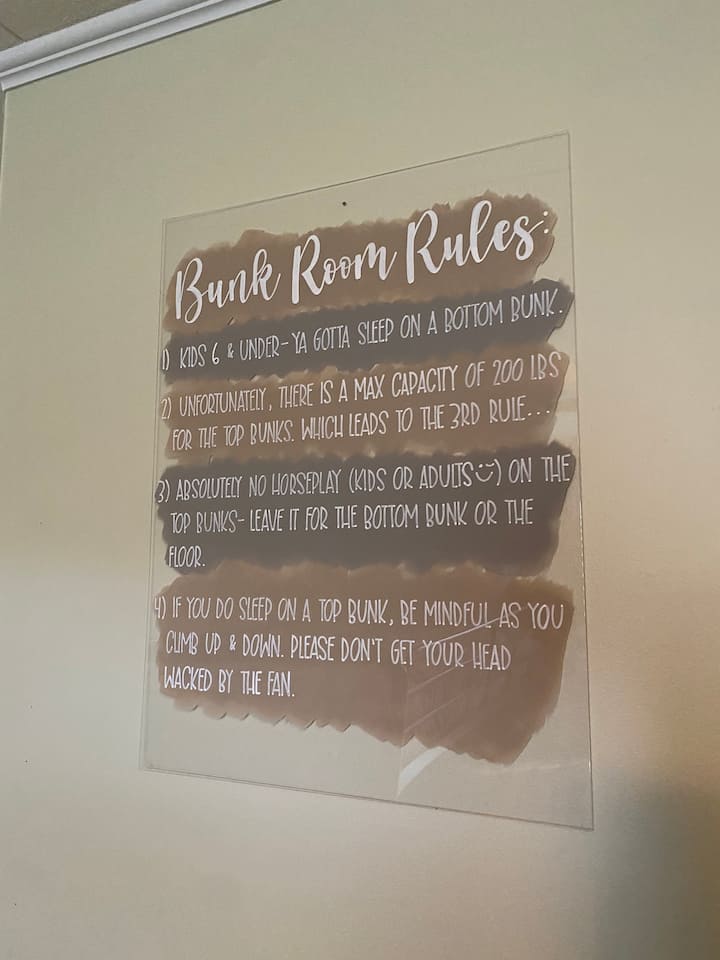 Bunk Room Rules:
1) KIDS 6 & UNDER-YA GOTTA SLEEP ON A BOTTOM BUNK.
2) UNFORTUNATELY, THERE IS A MAX CAPACITY OF 200 LBS
FOR THE TOP BUNKS. WHICH LEADS TO THE 3RD RULE...
3) ABSOLUTELY NO HORSEPLAY (KIDS OR ADULTS☺) ON THE
TOP BUNKS- LEAVE IT FOR THE BOTTOM BUNK OR THE
FLOOR.
4) IF YOU DO SLEEP ON A TOP BUNK, BE MINDFUL AS YOU
CLIMB UP & DOWN. PLEASE DON'T GET YOUR HEAD
WACKED BY THE FAN.